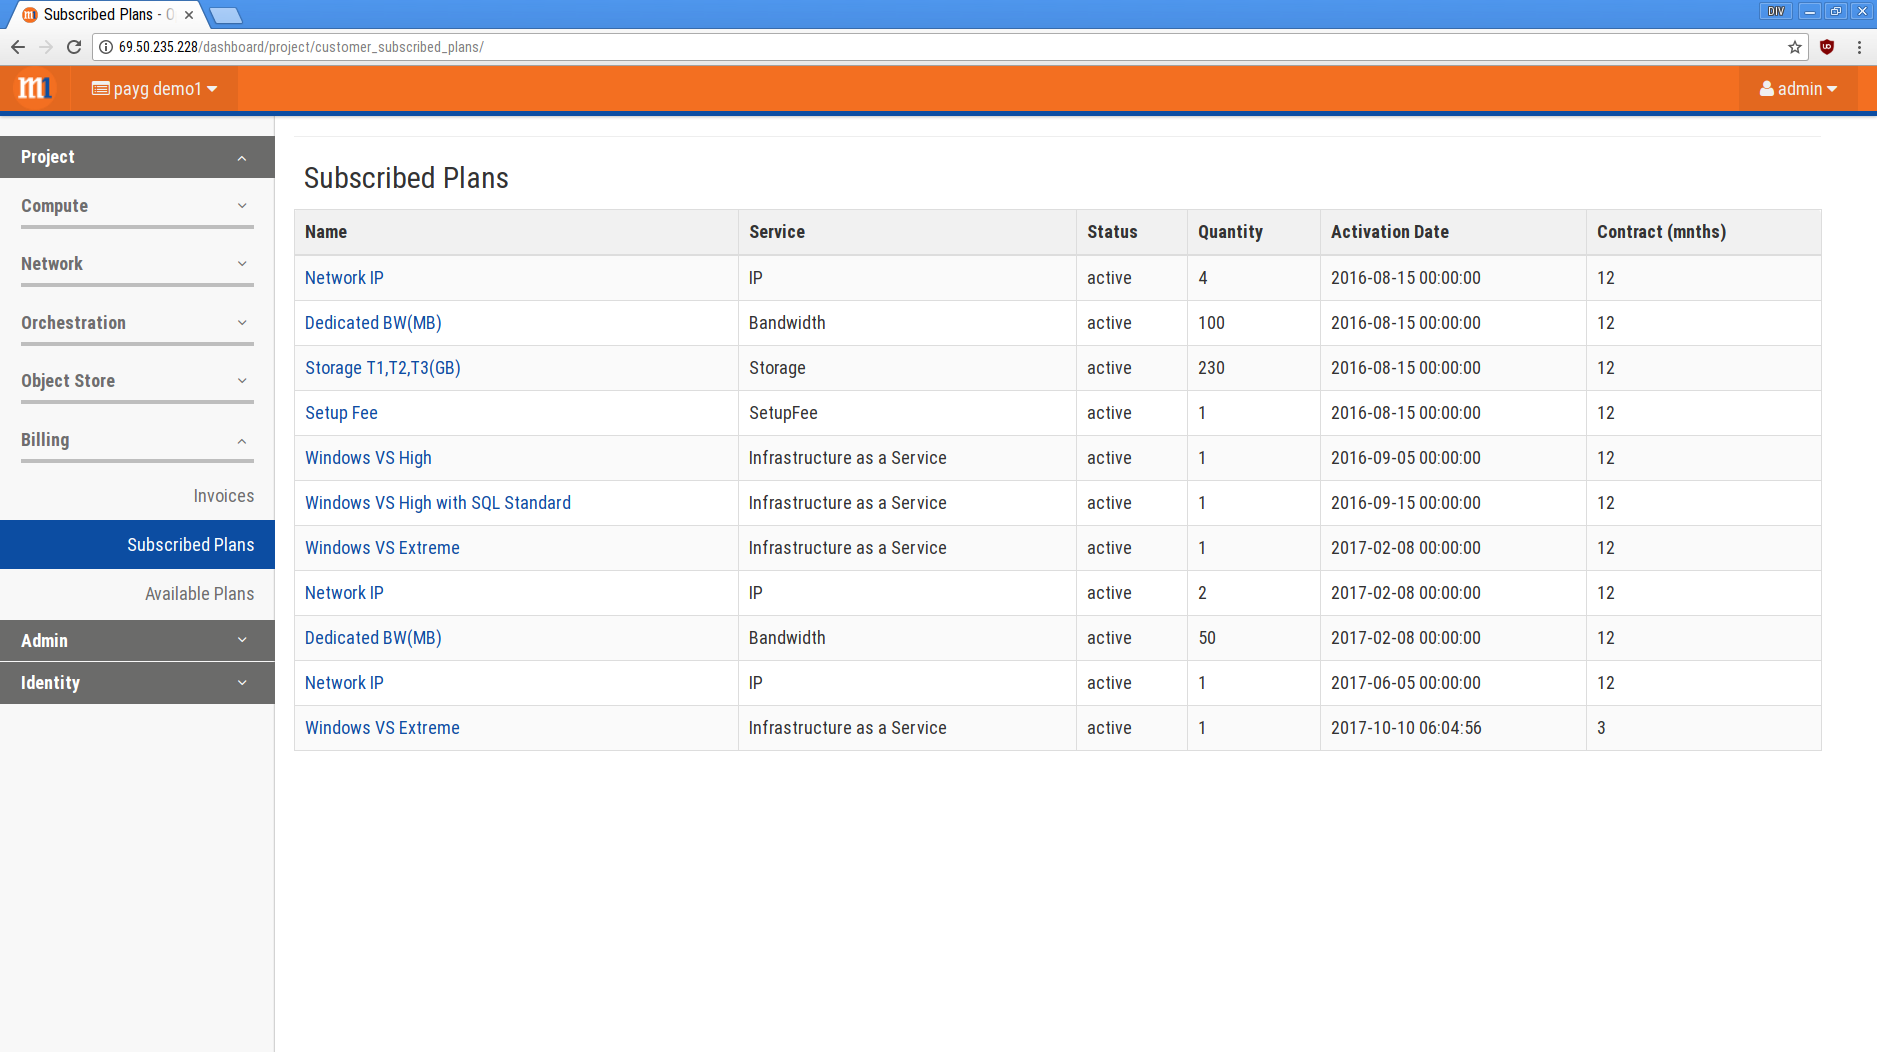 Subscribed Plans - O
DIV
69.50.235.228/dashboard/project/customer_subscribed_plans/
m1 payg demo1 admin
Project
Compute
Network
Orchestration
Object Store
Billing
Invoices
Subscribed Plans
Available Plans
Admin
Identity
Subscribed Plans
Name Service Status Quantity Activation Date Contract (mnths)
Network IP IP active 4 2016-08-15 00:00:00 12
Dedicated BW(MB) Bandwidth active 100 2016-08-15 00:00:00 12
Storage T1,T2,T3(GB) Storage active 230 2016-08-15 00:00:00 12
Setup Fee SetupFee active 1 2016-08-15 00:00:00 12
Windows VS High Infrastructure as a Service active 1 2016-09-05 00:00:00 12
Windows VS High with SQL Standard Infrastructure as a Service active 1 2016-09-15 00:00:00 12
Windows VS Extreme Infrastructure as a Service active 1 2017-02-08 00:00:00 12
Network IP IP active 2 2017-02-08 00:00:00 12
Dedicated BW(MB) Bandwidth active 50 2017-02-08 00:00:00 12
Network IP IP active 1 2017-06-05 00:00:00 12
Windows VS Extreme Infrastructure as a Service active 1 2017-10-10 06:04:56 3